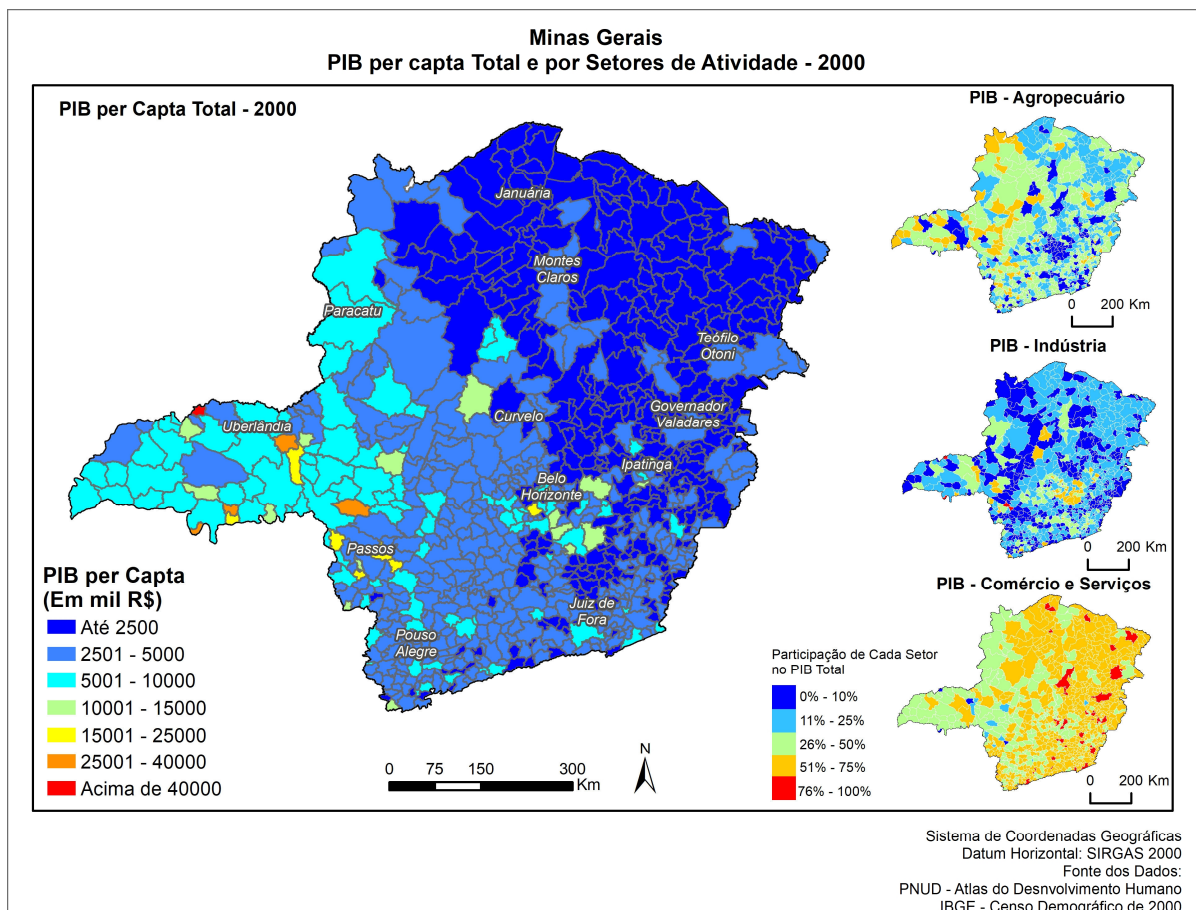 Minas Gerais
PIB per capta Total e por Setores de Atividade - 2000
PIB per Capta Total - 2000
Januária
Montes
Claros
Paracatu
Teófilo
Otoni
Governador
Valadares
Curvelo
Uberlândia
Ipatinga
Belo
Horizonte
Passos
Juiz de
Fora
Pouso
Alegre
PIB per Capta
(Em mil R$)
Até 2500
2501 - 5000
5001 - 10000
10001 - 15000
15001 - 25000
25001 - 40000
Acima de 40000
0 75 150 300
Km
N
PIB - Agropecuário
0 200 Km
PIB - Indústria
0 200 Km
PIB - Comércio e Serviços
0 200 Km
Participação de Cada Setor
no PIB Total
0% - 10%
11% - 25%
26% - 50%
51% - 75%
76% - 100%
Sistema de Coordenadas Geográficas
Datum Horizontal: SIRGAS 2000
Fonte dos Dados:
PNUD - Atlas do Desnvolvimento Humano
IBGE - Censo Demográfico de 2000